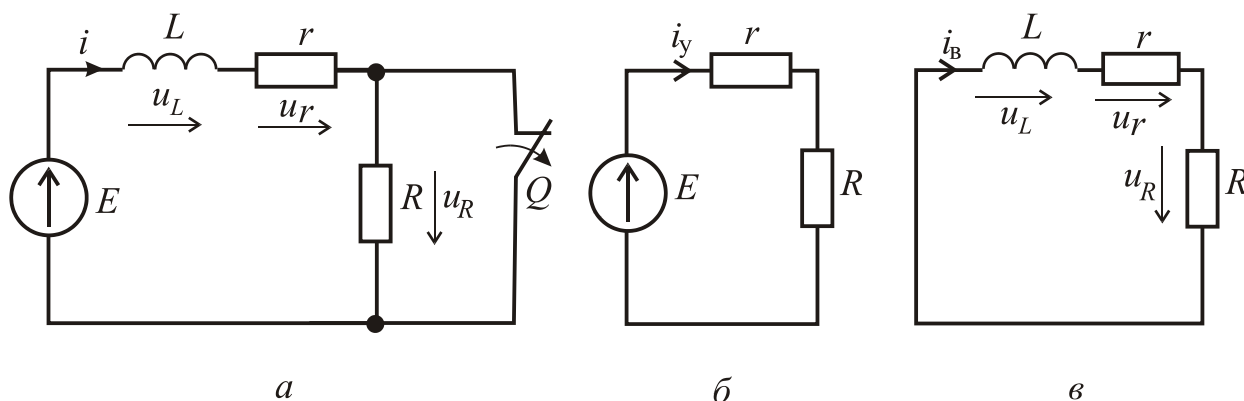 i L r
u_L u_r
E R u_R Q
а
i_у r
E R
б
i_в L r
u_L u_r
u_R R
в